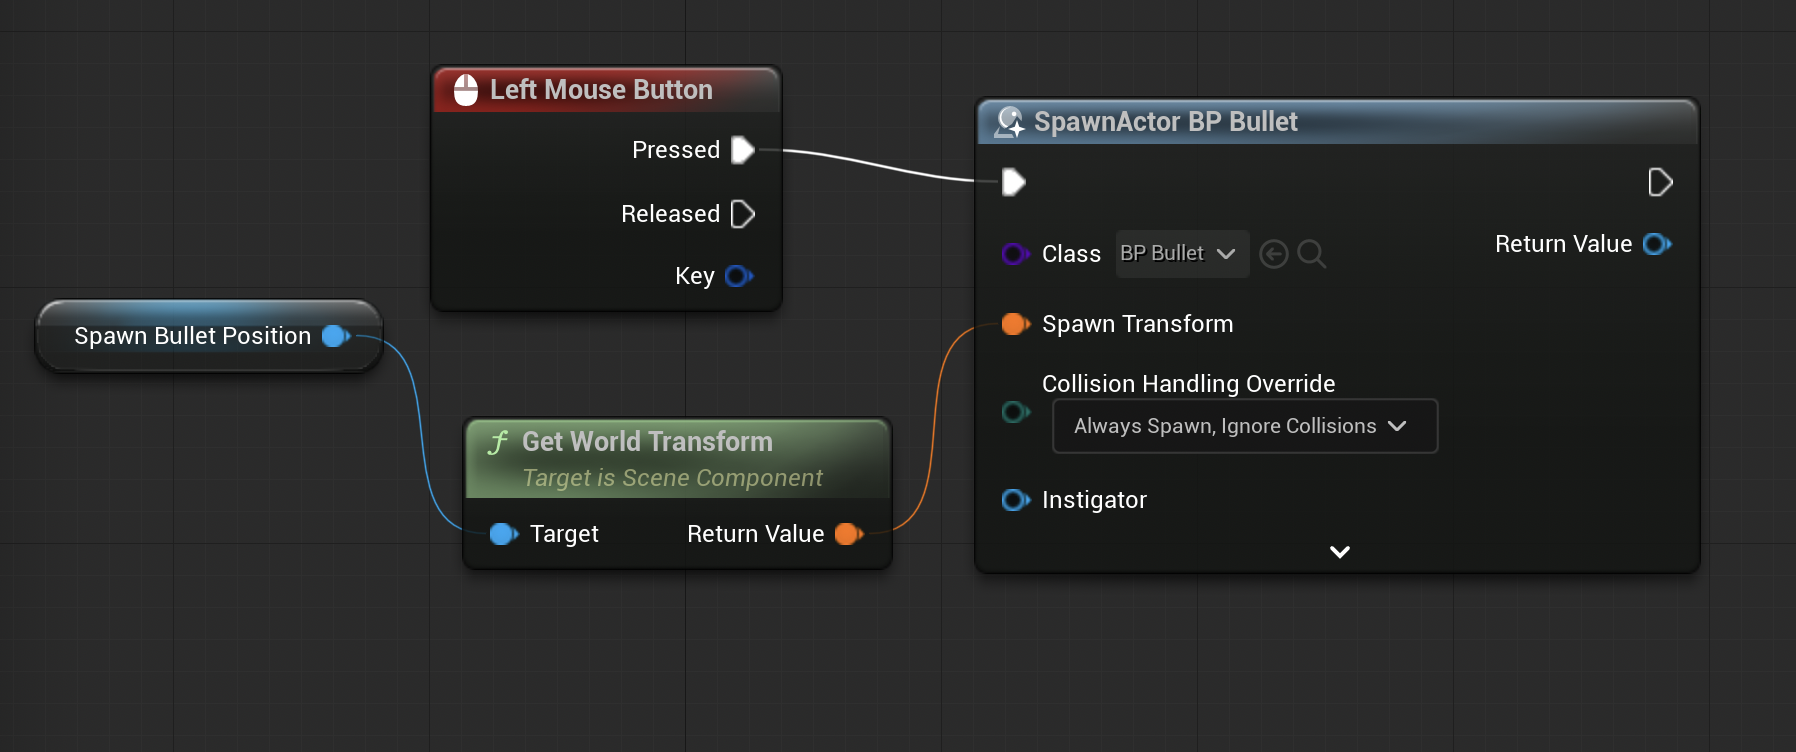 Left Mouse Button
Pressed
Released
Key
Spawn Bullet Position
Get World Transform
Target is Scene Component
Target
Return Value
SpawnActor BP Bullet
Class
BP Bullet
Return Value
Spawn Transform
Collision Handling Override
Always Spawn, Ignore Collisions
Instigator